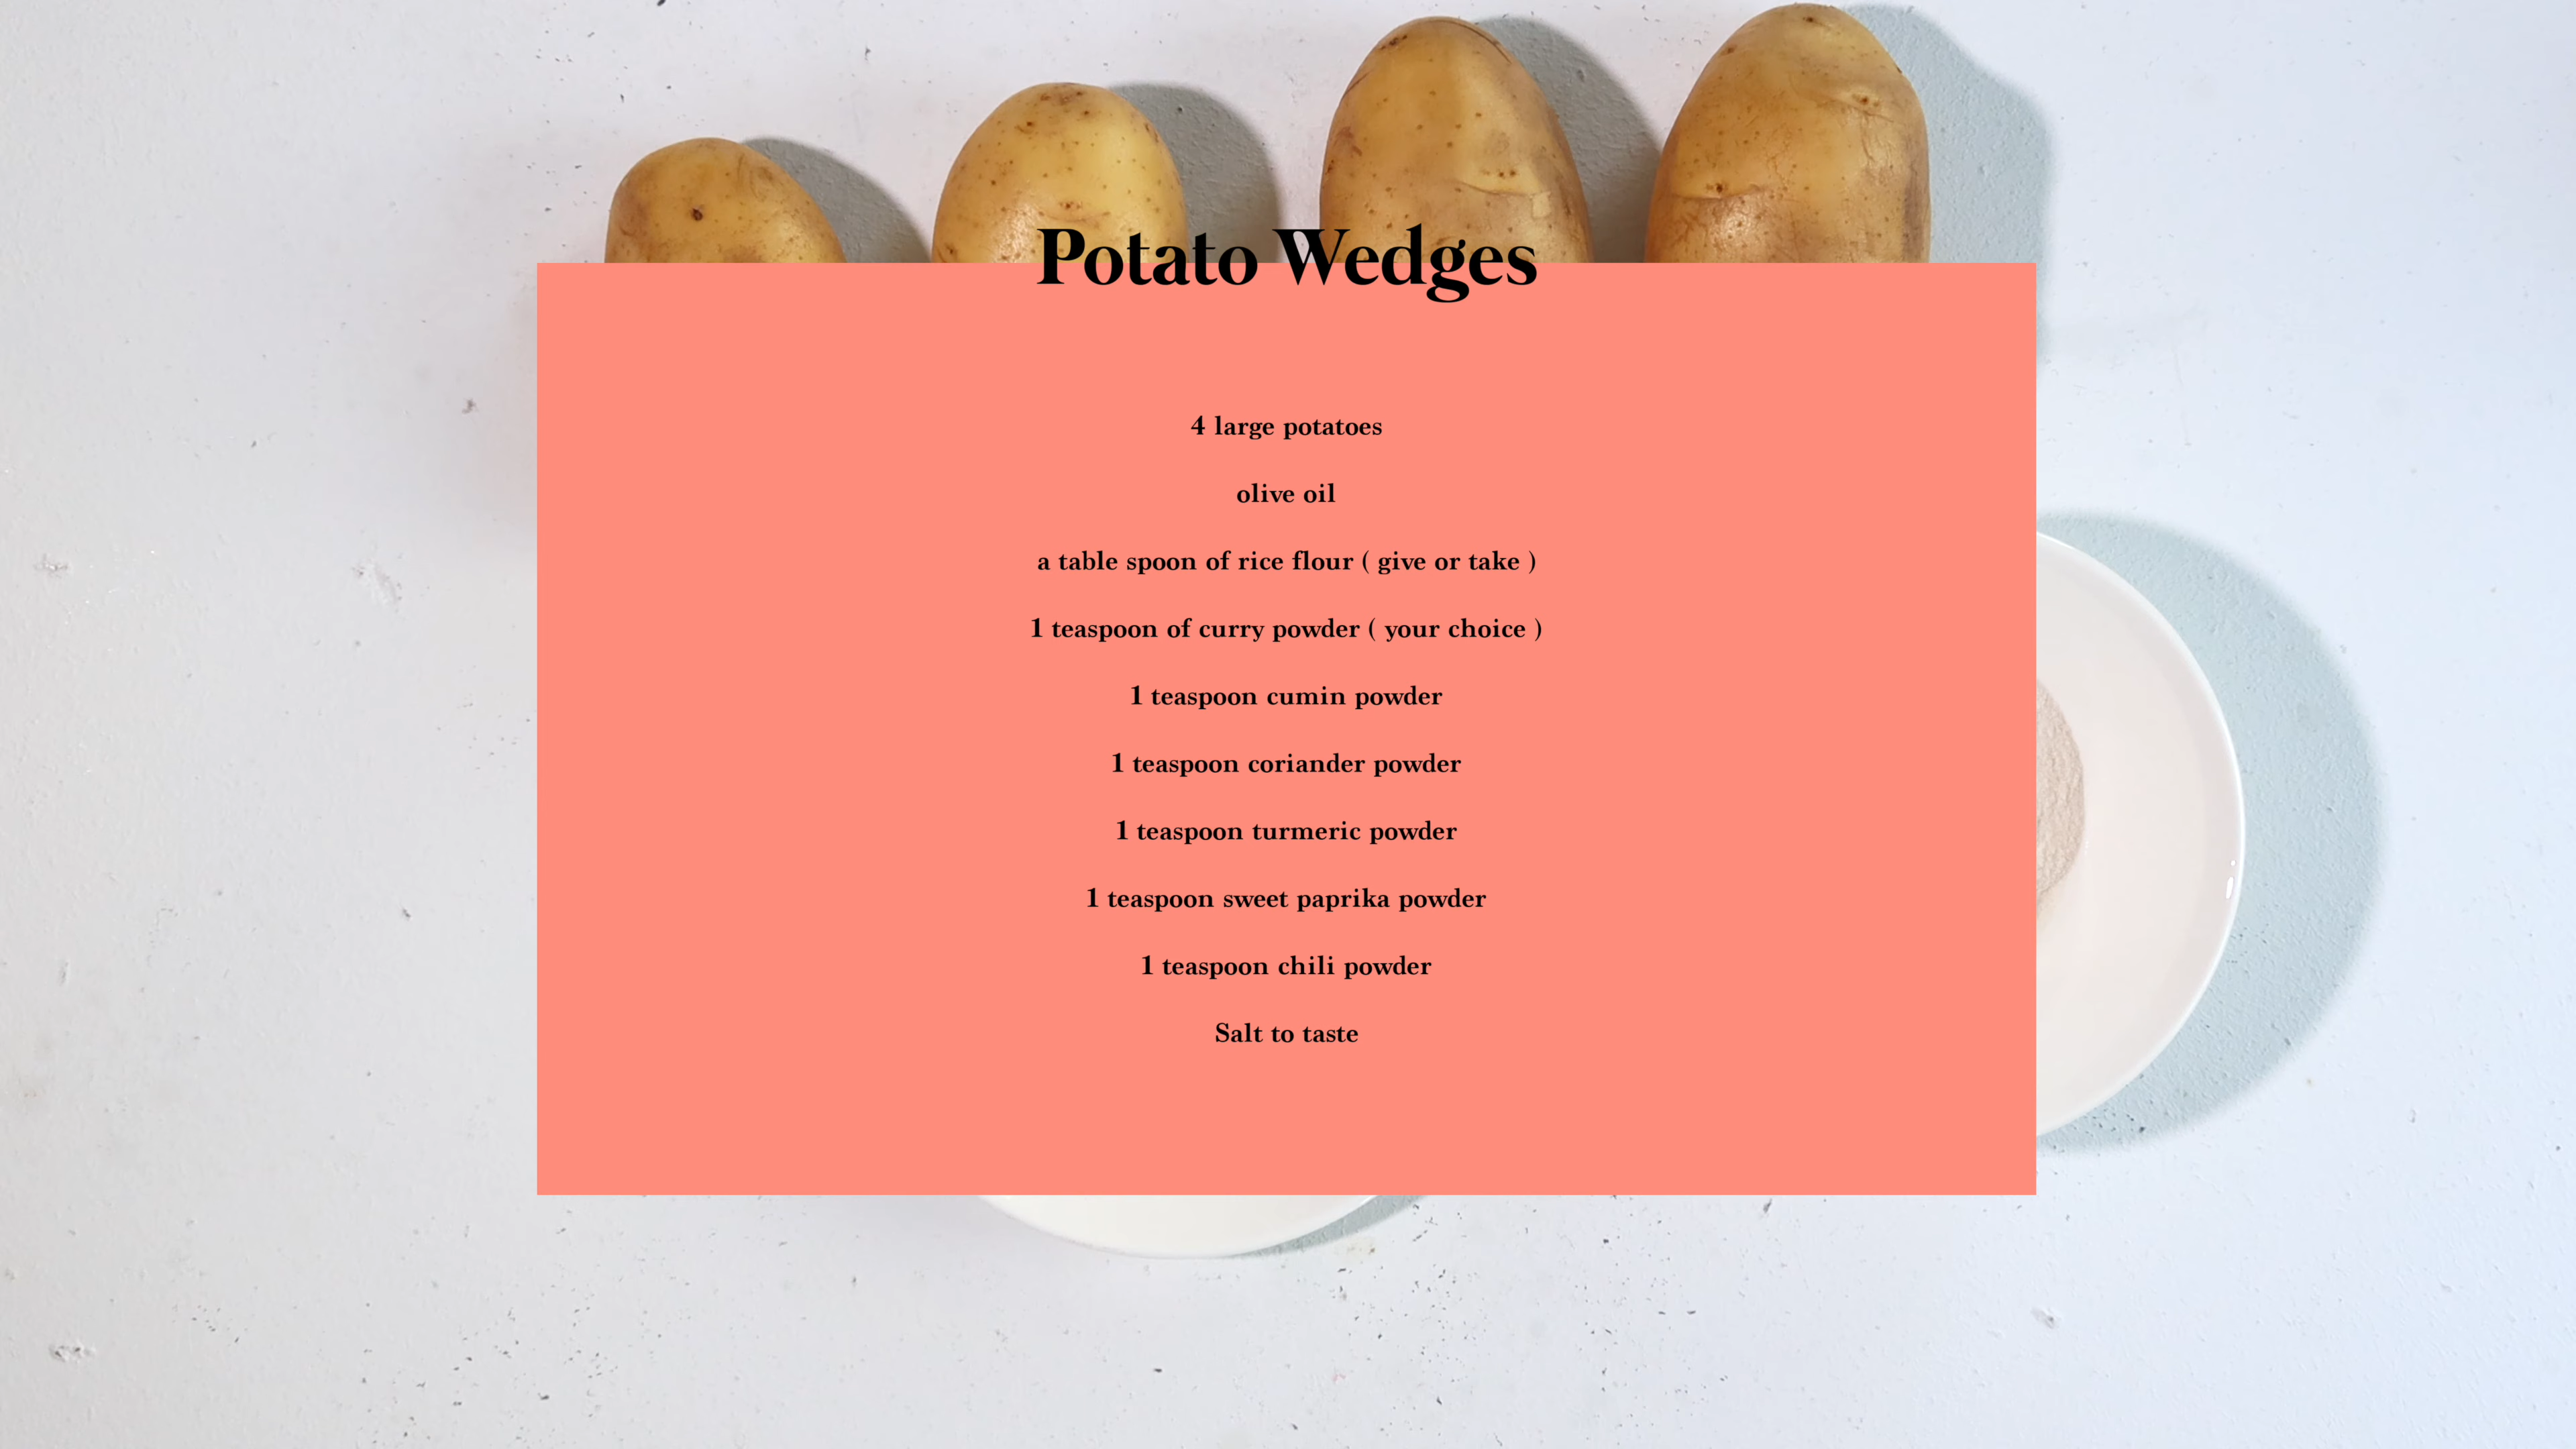 Potato Wedges
4 large potatoes
olive oil
a table spoon of rice flour ( give or take )
1 teaspoon of curry powder ( your choice )
1 teaspoon cumin powder
1 teaspoon coriander powder
1 teaspoon turmeric powder
1 teaspoon sweet paprika powder
1 teaspoon chili powder
Salt to taste